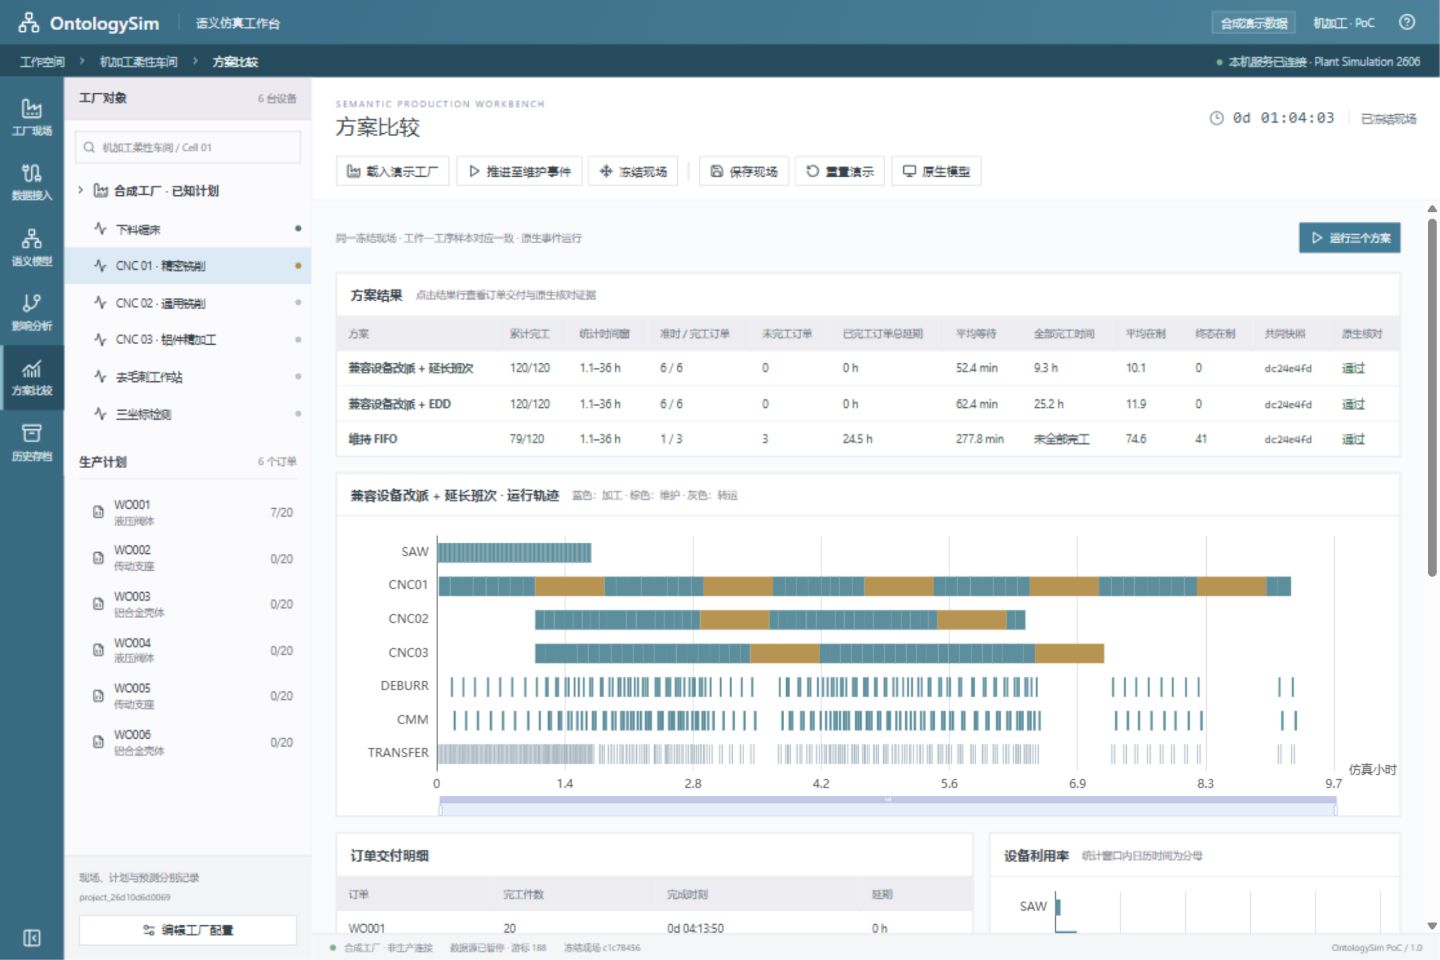 OntologySim 语义仿真工作台 合成演示数据 机加工 · PoC
工作空间 > 机加工柔性车间 > 方案比较 本机服务已连接 · Plant Simulation 2606
工厂现场
数据接入
语义模型
影响分析
方案比较
历史存档
工厂对象 6 台设备
机加工柔性车间 / Cell 01
合成工厂 · 已知计划
下料锯床
CNC 01 · 精密铣削
CNC 02 · 通用铣削
CNC 03 · 铝件精加工
去毛刺工作站
三坐标检测
生产计划 6 个订单
WO001 7/20
液压阀体
WO002 0/20
传动支座
WO003 0/20
铝合金壳体
WO004 0/20
液压阀体
WO005 0/20
传动支座
WO006 0/20
铝合金壳体
现场、计划与预测分别记录
project_26d10d6d0069
编辑工厂配置
SEMANTIC PRODUCTION WORKBENCH
方案比较
0d 01:04:03 已冻结现场
载入演示工厂 推进至维护事件 冻结现场 保存现场 重置演示 原生模型
同一冻结现场 · 工件—工序样本对应一致 · 原生事件运行 运行三个方案
方案结果 点击结果行查看订单交付与原生核对证据
方案 累计完工 统计时间窗 准时 / 完工订单 未完工订单 已完工订单总延期 平均等待 全部完工时间 平均在制 终态在制 共同快照 原生核对
兼容设备改派 + 延长班次 120/120 1.1–36 h 6 / 6 0 0 h 52.4 min 9.3 h 10.1 0 dc24e4fd 通过
兼容设备改派 + EDD 120/120 1.1–36 h 6 / 6 0 0 h 62.4 min 25.2 h 11.9 0 dc24e4fd 通过
维持 FIFO 79/120 1.1–36 h 1 / 3 3 24.5 h 277.8 min 未全部完工 74.6 41 dc24e4fd 通过
兼容设备改派 + 延长班次 · 运行轨迹 蓝色：加工 · 棕色：维护 · 灰色：转运
SAW
CNC01
CNC02
CNC03
DEBURR
CMM
TRANSFER
0 1.4 2.8 4.2 5.6 6.9 8.3 9.7 仿真小时
订单交付明细
订单 完工件数 完成时刻 延期
WO001 20 0d 04:13:50 0 h
设备利用率 统计窗口内日历时间为分母
SAW
合成工厂 · 非生产连接 数据源已暂停 · 游标 188 冻结现场 c1c78456 OntologySim PoC / 1.0